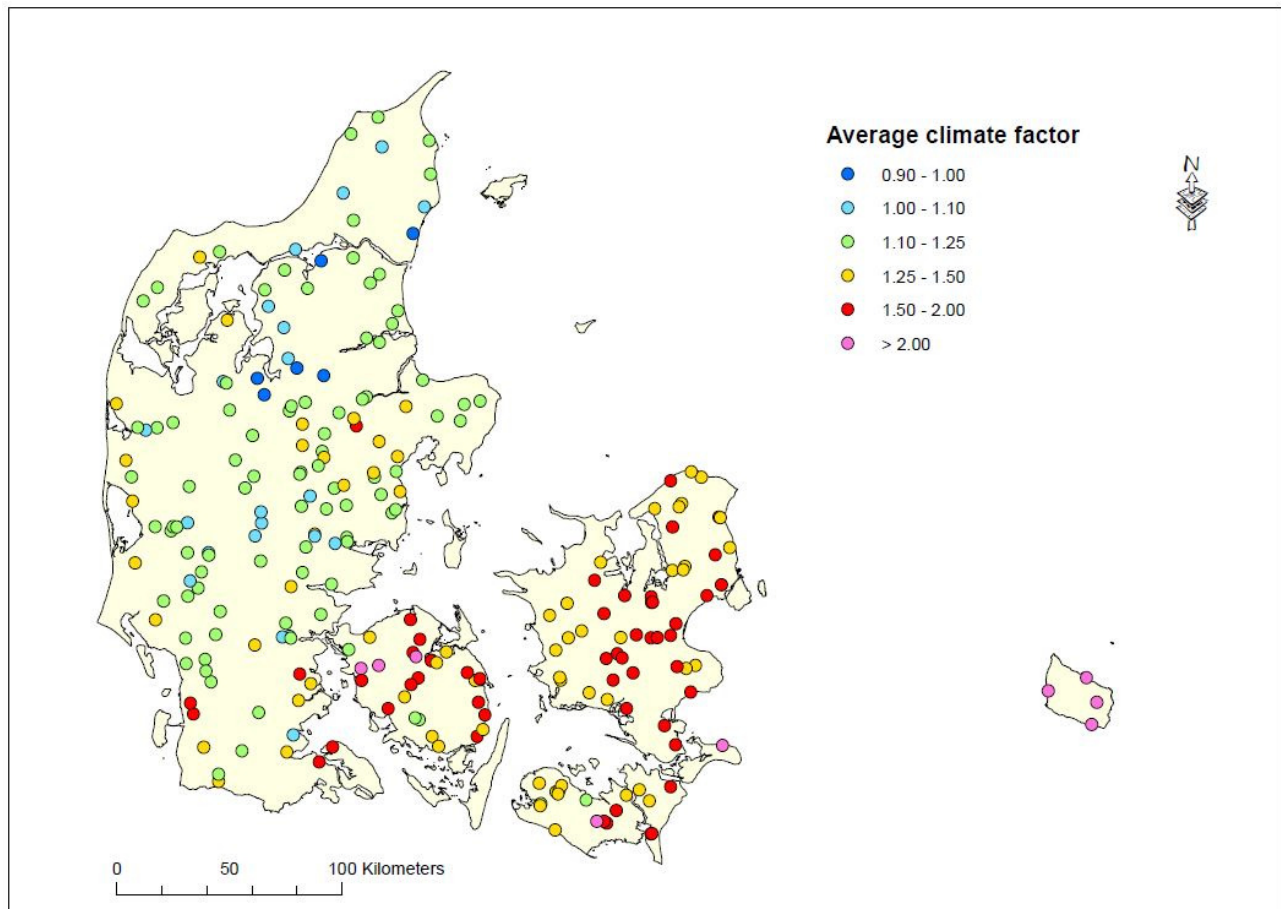 Average climate factor
N
0.90 - 1.00
1.00 - 1.10
1.10 - 1.25
1.25 - 1.50
1.50 - 2.00
> 2.00
0 50 100 Kilometers